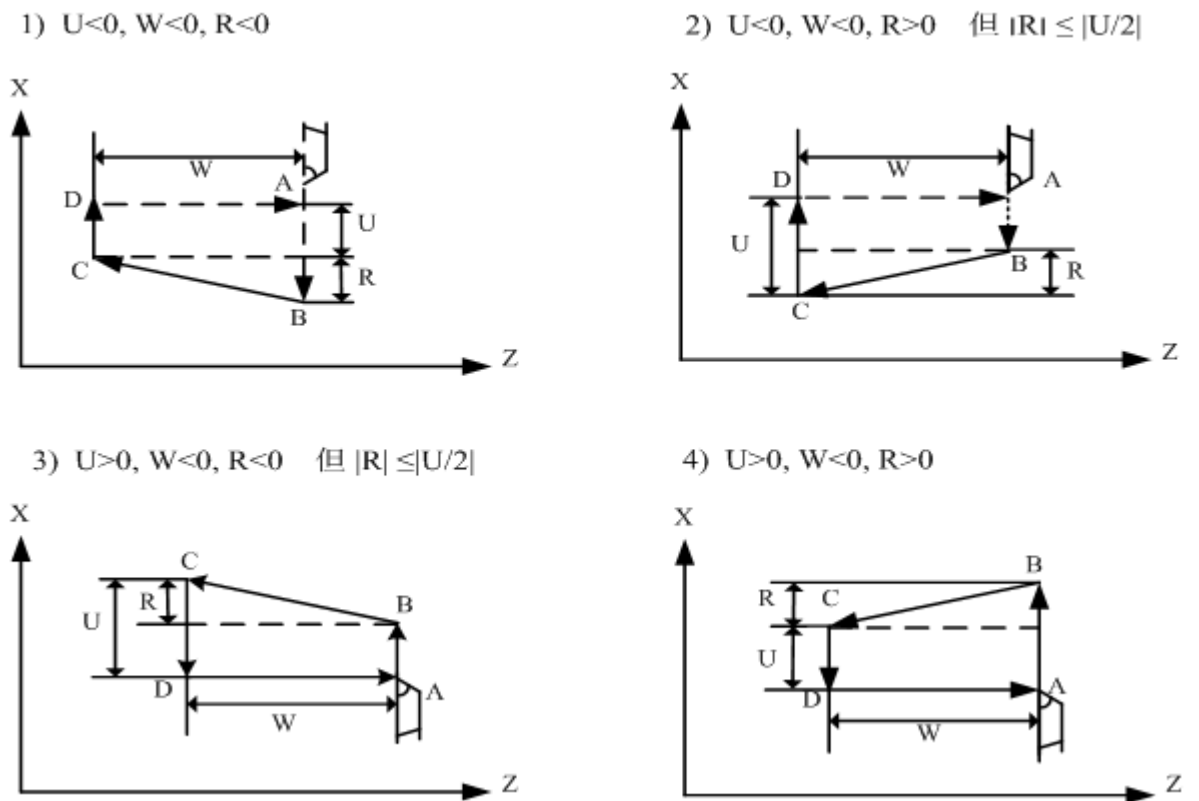 1) U<0, W<0, R<0
X
W
A
D
U
C
R
B
Z
2) U<0, W<0, R>0 但 |R| ≤ |U/2|
X
W
D
A
U
B
R
C
Z
3) U>0, W<0, R<0 但 |R| ≤|U/2|
X
C
R
B
U
D
A
W
Z
4) U>0, W<0, R>0
X
B
R
C
U
A
D
W
Z